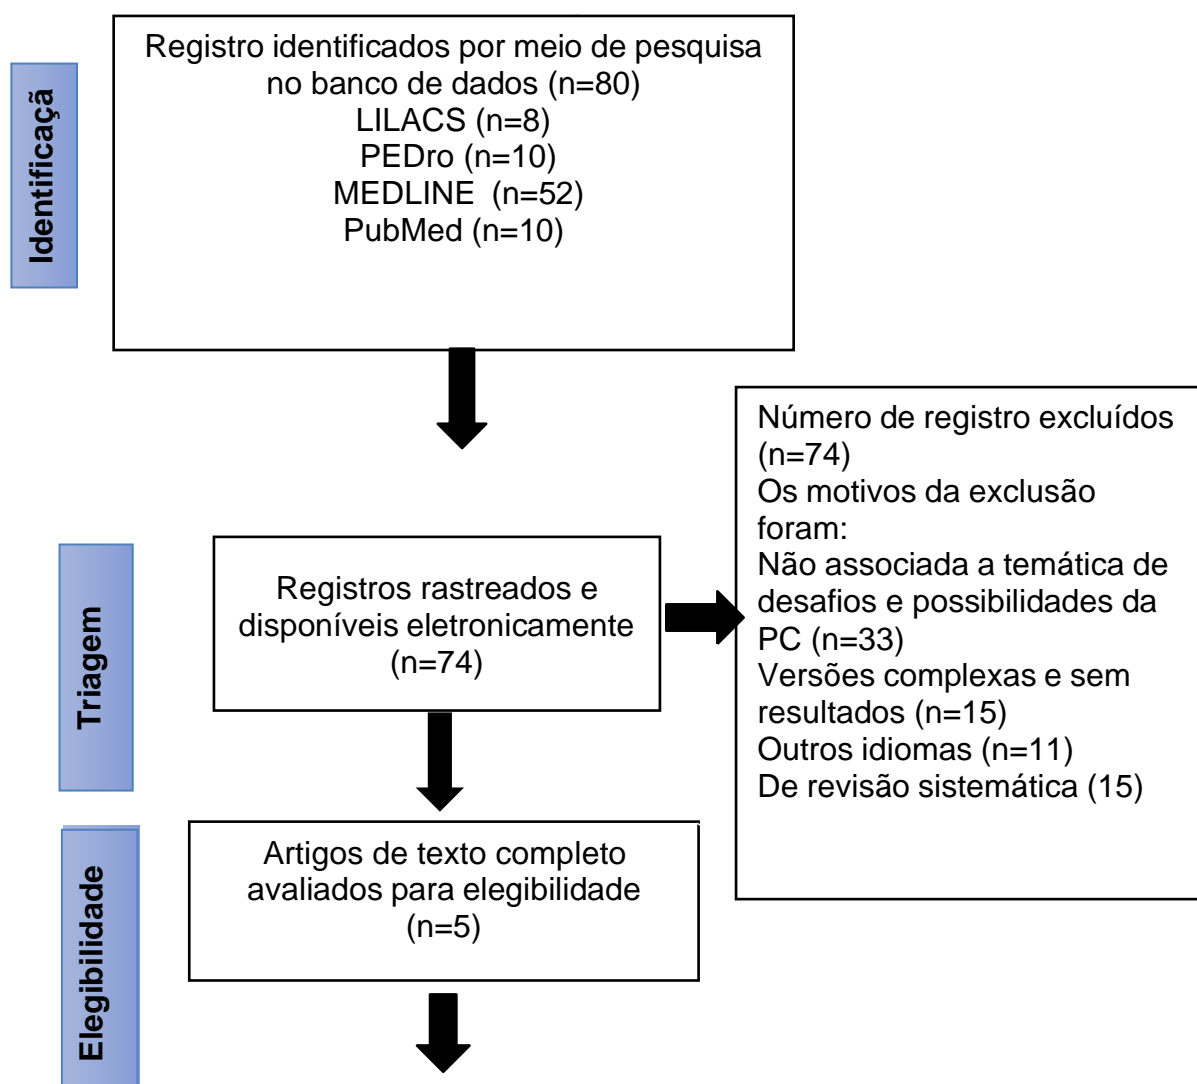 Identificaçã
Registro identificados por meio de pesquisa
no banco de dados (n=80)
LILACS (n=8)
PEDro (n=10)
MEDLINE (n=52)
PubMed (n=10)
Triagem
Registros rastreados e
disponíveis eletronicamente
(n=74)
Número de registro excluídos
(n=74)
Os motivos da exclusão
foram:
Não associada a temática de
desafios e possibilidades da
PC (n=33)
Versões complexas e sem
resultados (n=15)
Outros idiomas (n=11)
De revisão sistemática (15)
Elegibilidade
Artigos de texto completo
avaliados para elegibilidade
(n=5)